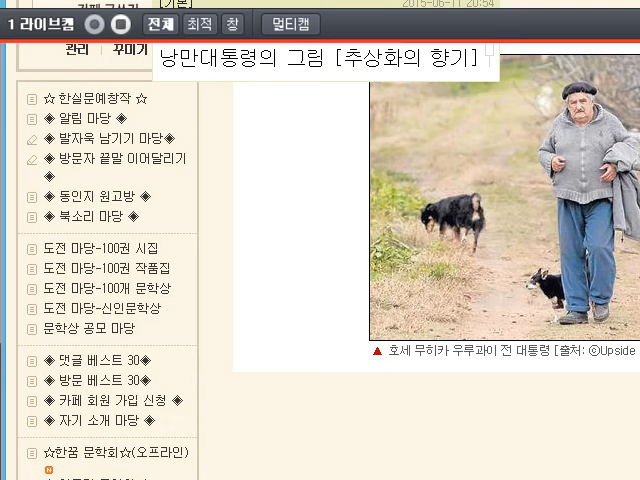 [기본]
2015-06-11 20:54
1 라이브캠
전체
최적
창
멀티캠
관리
꾸미기
낭만대통령의 그림 [추상화의 향기]
☆ 한실문예창작 ☆
◈ 알림 마당 ◈
◈ 발자욱 남기기 마당◈
◈ 방문자 끝말 이어달리기
◈
◈ 동인지 원고방 ◈
◈ 북소리 마당 ◈
도전 마당-100권 시집
도전 마당-100권 작품집
도전 마당-100개 문학상
도전 마당-신인문학상
문학상 공모 마당
◈ 댓글 베스트 30◈
◈ 방문 베스트 30◈
◈ 카페 회원 가입 신청 ◈
◈ 자기 소개 마당 ◈
☆한꿈 문학회☆(오프라인)
N
▲ 호세 무히카 우루과이 전 대통령 [출처: ⓒUpside